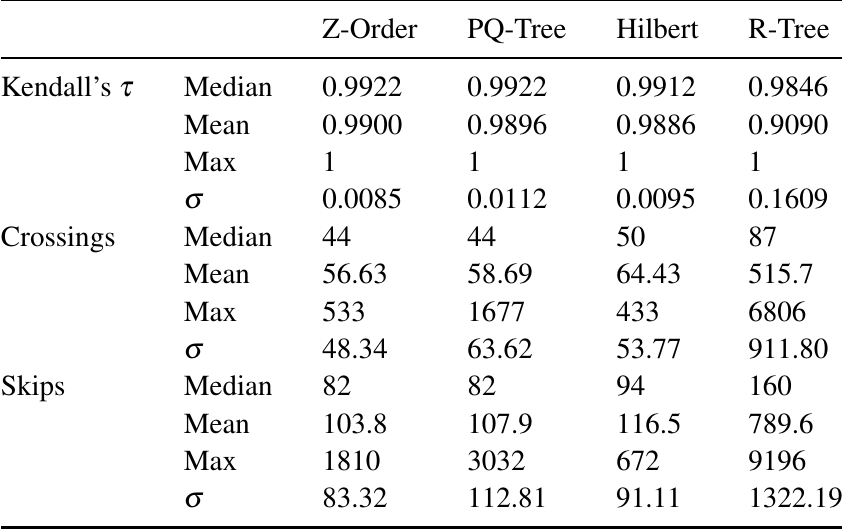 Z-Order PQ-Tree Hilbert R-Tree
Kendall's τ Median 0.9922 0.9922 0.9912 0.9846
Mean 0.9900 0.9896 0.9886 0.9090
Max 1 1 1 1
σ 0.0085 0.0112 0.0095 0.1609
Crossings Median 44 44 50 87
Mean 56.63 58.69 64.43 515.7
Max 533 1677 433 6806
σ 48.34 63.62 53.77 911.80
Skips Median 82 82 94 160
Mean 103.8 107.9 116.5 789.6
Max 1810 3032 672 9196
σ 83.32 112.81 91.11 1322.19